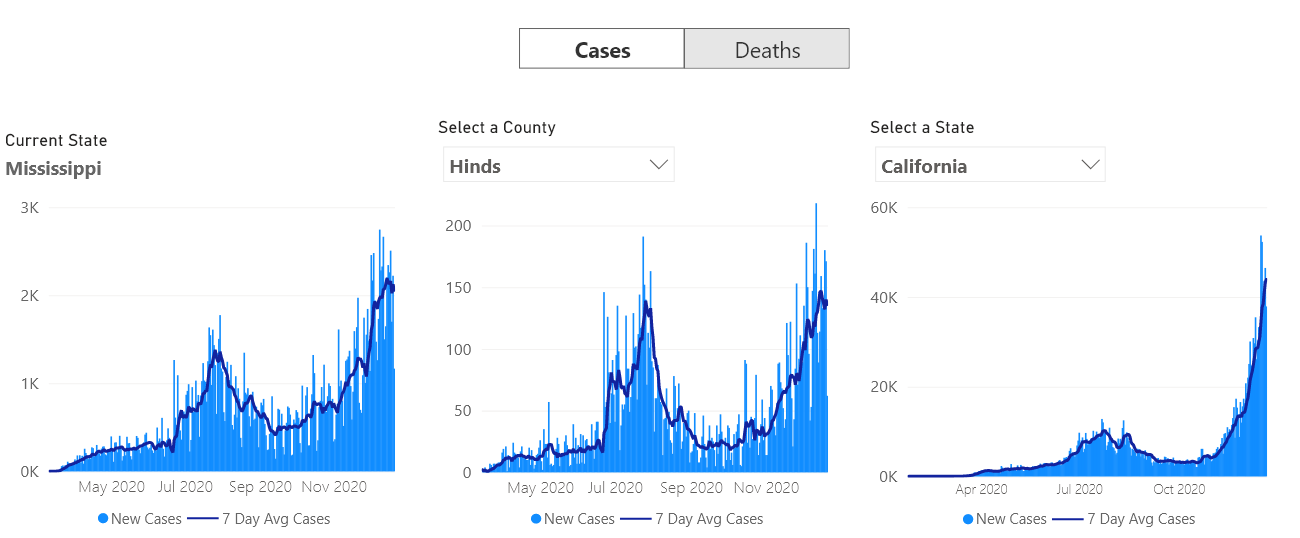 Cases Deaths
Current State
Mississippi
Select a County
Hinds
Select a State
California
3K
2K
1K
0K
May 2020 Jul 2020 Sep 2020 Nov 2020
New Cases 7 Day Avg Cases
200
150
100
50
0
May 2020 Jul 2020 Sep 2020 Nov 2020
New Cases 7 Day Avg Cases
60K
40K
20K
0K
Apr 2020 Jul 2020 Oct 2020
New Cases 7 Day Avg Cases